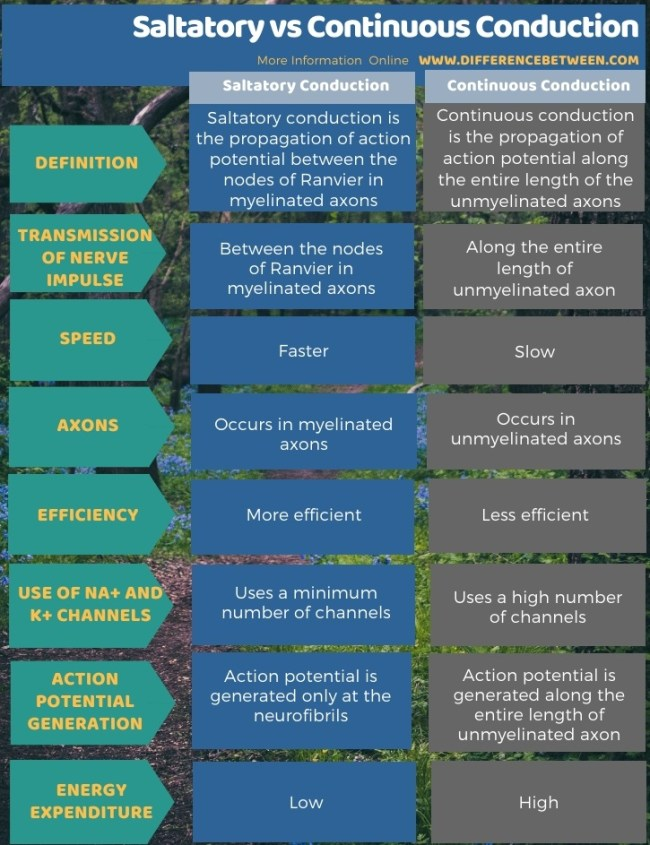 Saltatory vs Continuous Conduction
More Information Online WWW.DIFFERENCEBETWEEN.COM
Saltatory Conduction
Continuous Conduction
DEFINITION
Saltatory conduction is
the propagation of action
potential between the
nodes of Ranvier in
myelinated axons
Continuous conduction
is the propagation of
action potential along
the entire length of the
unmyelinated axons
TRANSMISSION
OF NERVE
IMPULSE
Between the nodes
of Ranvier in
myelinated axons
Along the entire
length of
unmyelinated axon
SPEED
Faster
Slow
AXONS
Occurs in myelinated
axons
Occurs in
unmyelinated axons
EFFICIENCY
More efficient
Less efficient
USE OF NA+ AND
K+ CHANNELS
Uses a minimum
number of channels
Uses a high number
of channels
ACTION
POTENTIAL
GENERATION
Action potential is
generated only at the
neurofibrils
Action potential is
generated along the
entire length of
unmyelinated axon
ENERGY
EXPENDITURE
Low
High